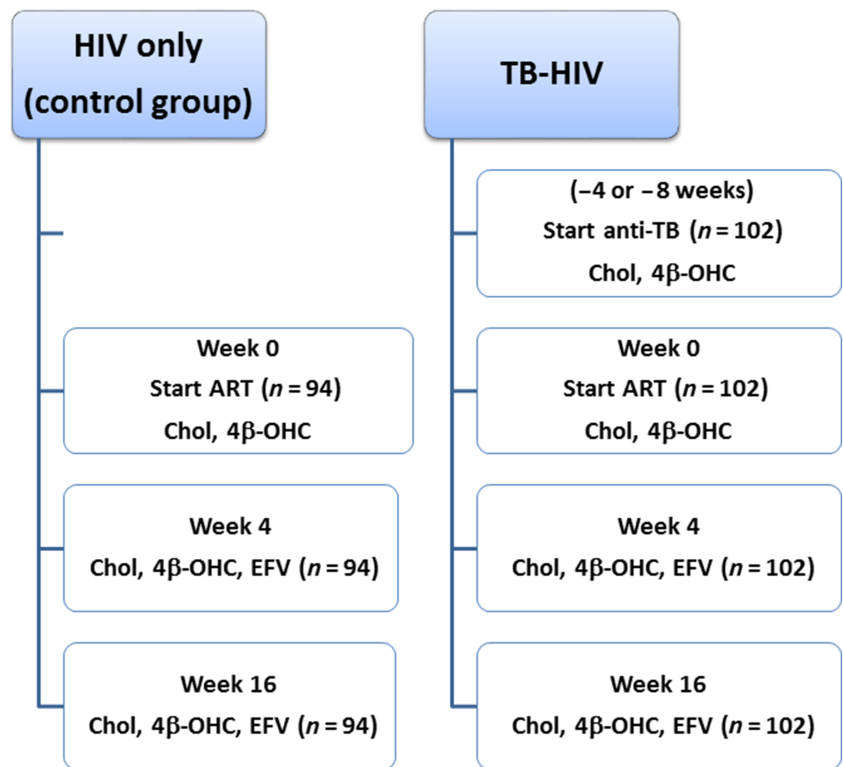 HIV only
(control group)
Week 0
Start ART (n = 94)
Chol, 4β-OHC
Week 4
Chol, 4β-OHC, EFV (n = 94)
Week 16
Chol, 4β-OHC, EFV (n = 94)
TB-HIV
(−4 or −8 weeks)
Start anti-TB (n = 102)
Chol, 4β-OHC
Week 0
Start ART (n = 102)
Chol, 4β-OHC
Week 4
Chol, 4β-OHC, EFV (n = 102)
Week 16
Chol, 4β-OHC, EFV (n = 102)